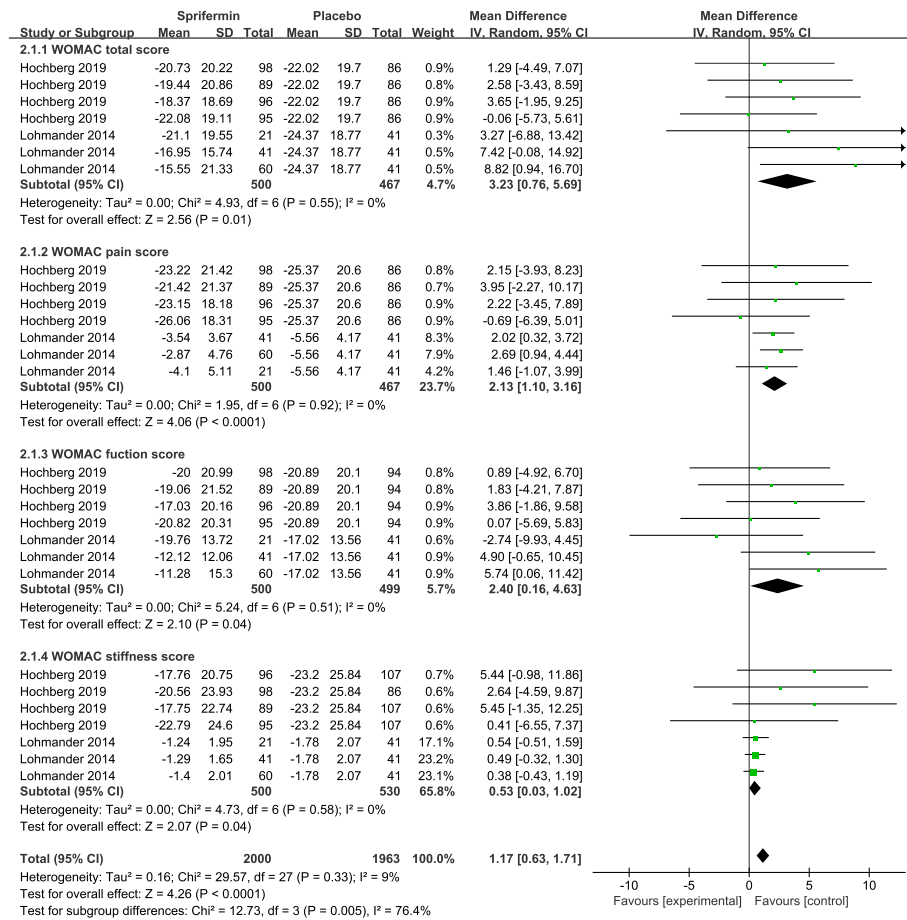 Sprifermin Placebo Mean Difference Mean Difference
Study or Subgroup Mean SD Total Mean SD Total Weight IV, Random, 95% CI IV, Random, 95% CI
2.1.1 WOMAC total score
Hochberg 2019 -20.73 20.22 98 -22.02 19.7 86 0.9% 1.29 [-4.49, 7.07]
Hochberg 2019 -19.44 20.86 89 -22.02 19.7 86 0.8% 2.58 [-3.43, 8.59]
Hochberg 2019 -18.37 18.69 96 -22.02 19.7 86 0.9% 3.65 [-1.95, 9.25]
Hochberg 2019 -22.08 19.11 95 -22.02 19.7 86 0.9% -0.06 [-5.73, 5.61]
Lohmander 2014 -21.1 19.55 21 -24.37 18.77 41 0.3% 3.27 [-6.88, 13.42]
Lohmander 2014 -16.95 15.74 41 -24.37 18.77 41 0.5% 7.42 [-0.08, 14.92]
Lohmander 2014 -15.55 21.33 60 -24.37 18.77 41 0.5% 8.82 [0.94, 16.70]
Subtotal (95% CI) 500 467 4.7% 3.23 [0.76, 5.69]
Heterogeneity: Tau² = 0.00; Chi² = 4.93, df = 6 (P = 0.55); I² = 0%
Test for overall effect: Z = 2.56 (P = 0.01)
2.1.2 WOMAC pain score
Hochberg 2019 -23.22 21.42 98 -25.37 20.6 86 0.8% 2.15 [-3.93, 8.23]
Hochberg 2019 -21.42 21.37 89 -25.37 20.6 86 0.7% 3.95 [-2.27, 10.17]
Hochberg 2019 -23.15 18.18 96 -25.37 20.6 86 0.9% 2.22 [-3.45, 7.89]
Hochberg 2019 -26.06 18.31 95 -25.37 20.6 86 0.9% -0.69 [-6.39, 5.01]
Lohmander 2014 -3.54 3.67 41 -5.56 4.17 41 8.3% 2.02 [0.32, 3.72]
Lohmander 2014 -2.87 4.76 60 -5.56 4.17 41 7.9% 2.69 [0.94, 4.44]
Lohmander 2014 -4.1 5.11 21 -5.56 4.17 41 4.2% 1.46 [-1.07, 3.99]
Subtotal (95% CI) 500 467 23.7% 2.13 [1.10, 3.16]
Heterogeneity: Tau² = 0.00; Chi² = 1.95, df = 6 (P = 0.92); I² = 0%
Test for overall effect: Z = 4.06 (P < 0.0001)
2.1.3 WOMAC fuction score
Hochberg 2019 -20 20.99 98 -20.89 20.1 94 0.8% 0.89 [-4.92, 6.70]
Hochberg 2019 -19.06 21.52 89 -20.89 20.1 94 0.8% 1.83 [-4.21, 7.87]
Hochberg 2019 -17.03 20.16 96 -20.89 20.1 94 0.9% 3.86 [-1.86, 9.58]
Hochberg 2019 -20.82 20.31 95 -20.89 20.1 94 0.9% 0.07 [-5.69, 5.83]
Lohmander 2014 -19.76 13.72 21 -17.02 13.56 41 0.6% -2.74 [-9.93, 4.45]
Lohmander 2014 -12.12 12.06 41 -17.02 13.56 41 0.9% 4.90 [-0.65, 10.45]
Lohmander 2014 -11.28 15.3 60 -17.02 13.56 41 0.9% 5.74 [0.06, 11.42]
Subtotal (95% CI) 500 499 5.7% 2.40 [0.16, 4.63]
Heterogeneity: Tau² = 0.00; Chi² = 5.24, df = 6 (P = 0.51); I² = 0%
Test for overall effect: Z = 2.10 (P = 0.04)
2.1.4 WOMAC stiffness score
Hochberg 2019 -17.76 20.75 96 -23.2 25.84 107 0.7% 5.44 [-0.98, 11.86]
Hochberg 2019 -20.56 23.93 98 -23.2 25.84 86 0.6% 2.64 [-4.59, 9.87]
Hochberg 2019 -17.75 22.74 89 -23.2 25.84 107 0.6% 5.45 [-1.35, 12.25]
Hochberg 2019 -22.79 24.6 95 -23.2 25.84 107 0.6% 0.41 [-6.55, 7.37]
Lohmander 2014 -1.24 1.95 21 -1.78 2.07 41 17.1% 0.54 [-0.51, 1.59]
Lohmander 2014 -1.29 1.65 41 -1.78 2.07 41 23.2% 0.49 [-0.32, 1.30]
Lohmander 2014 -1.4 2.01 60 -1.78 2.07 41 23.1% 0.38 [-0.43, 1.19]
Subtotal (95% CI) 500 530 65.8% 0.53 [0.03, 1.02]
Heterogeneity: Tau² = 0.00; Chi² = 4.73, df = 6 (P = 0.58); I² = 0%
Test for overall effect: Z = 2.07 (P = 0.04)
Total (95% CI) 2000 1963 100.0% 1.17 [0.63, 1.71]
Heterogeneity: Tau² = 0.16; Chi² = 29.57, df = 27 (P = 0.33); I² = 9%
-10 -5 0 5 10
Test for overall effect: Z = 4.26 (P < 0.0001)
Favours [experimental] Favours [control]
Test for subgroup differences: Chi² = 12.73, df = 3 (P = 0.005), I² = 76.4%